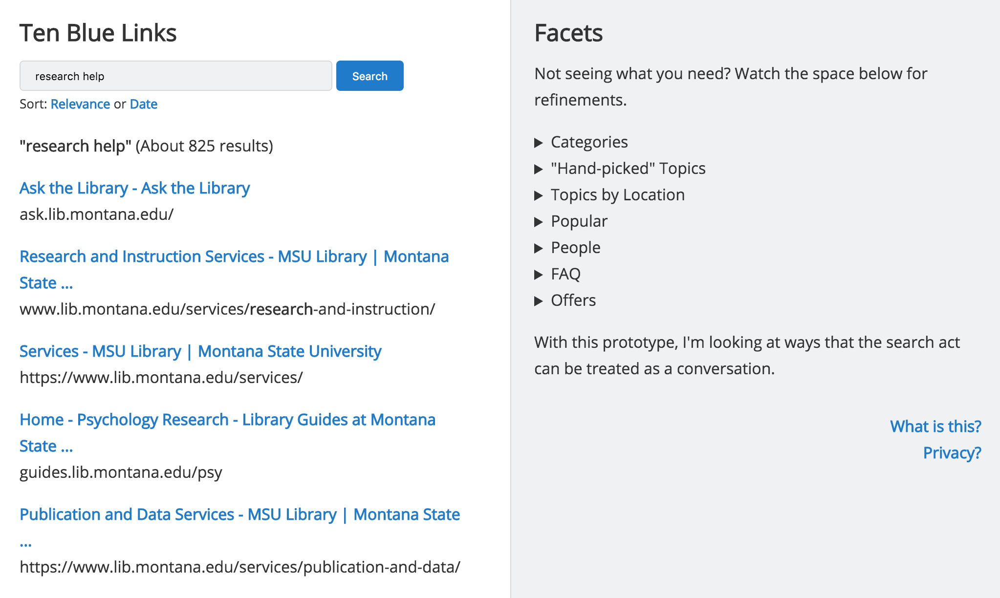 Ten Blue Links
research help
Search
Sort: Relevance or Date
"research help" (About 825 results)
Ask the Library - Ask the Library
ask.lib.montana.edu/
Research and Instruction Services - MSU Library | Montana
State ...
www.lib.montana.edu/services/research-and-instruction/
Services - MSU Library | Montana State University
https://www.lib.montana.edu/services/
Home - Psychology Research - Library Guides at Montana
State ...
guides.lib.montana.edu/psy
Publication and Data Services - MSU Library | Montana State
...
https://www.lib.montana.edu/services/publication-and-data/
Facets
Not seeing what you need? Watch the space below for
refinements.
Categories
"Hand-picked" Topics
Topics by Location
Popular
People
FAQ
Offers
With this prototype, I'm looking at ways that the search act
can be treated as a conversation.
What is this?
Privacy?